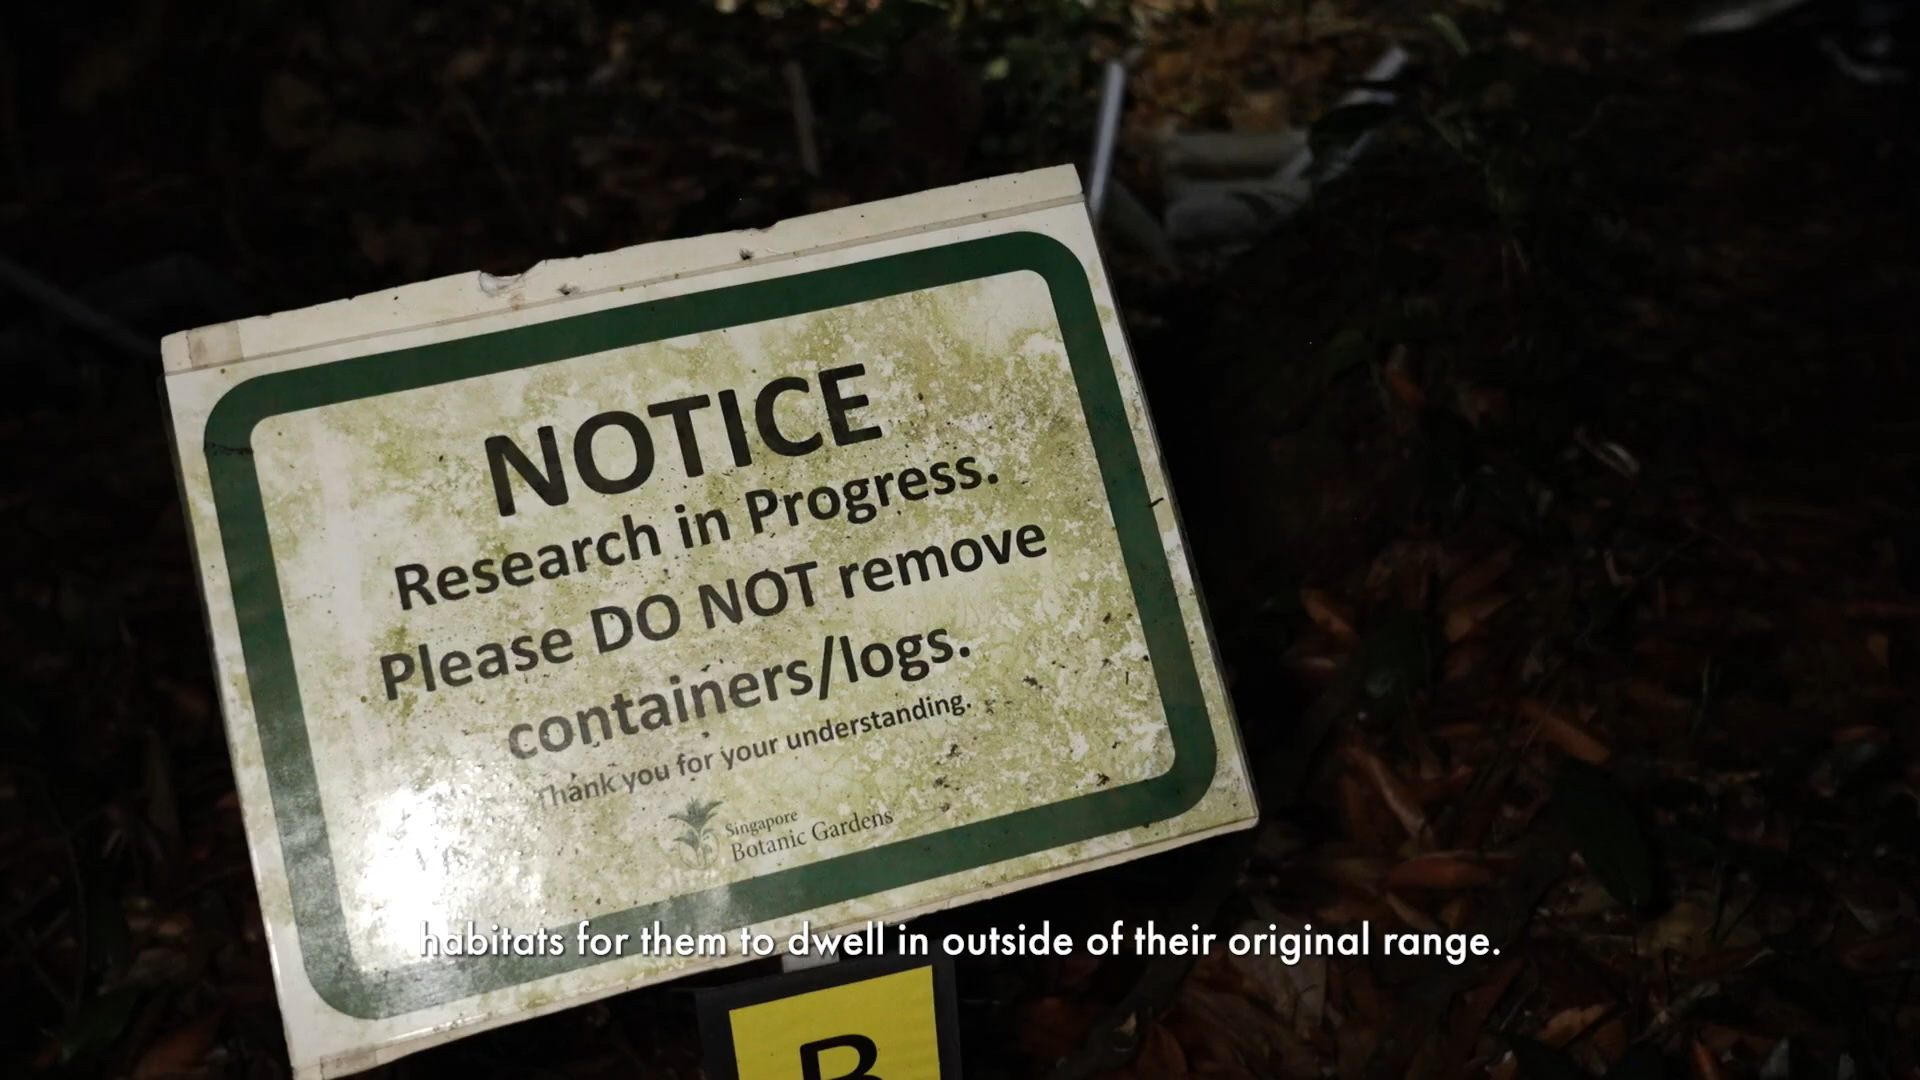 NOTICE
Research in Progress.
Please DO NOT remove
containers/logs.
Thank you for your understanding.
Singapore
Botanic Gardens
habitats for them to dwell in outside of their original range.
B